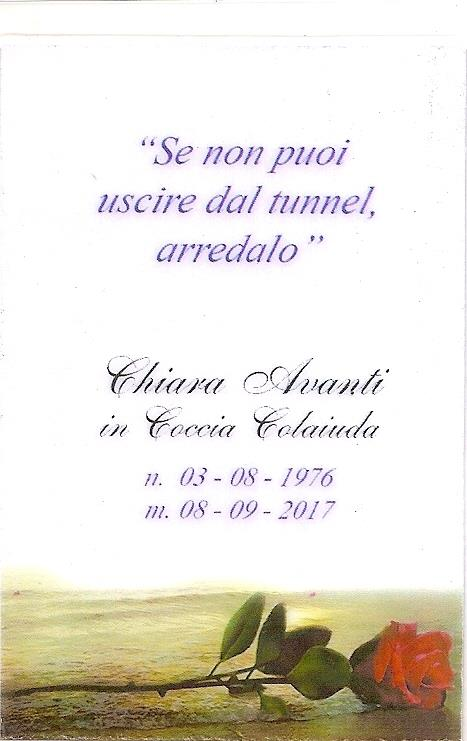 “Se non puoi
uscire dal tunnel,
arredalo”
Chiara Avanti
in Coccia Colaiuda
n. 03 - 08 - 1976
m. 08 - 09 - 2017